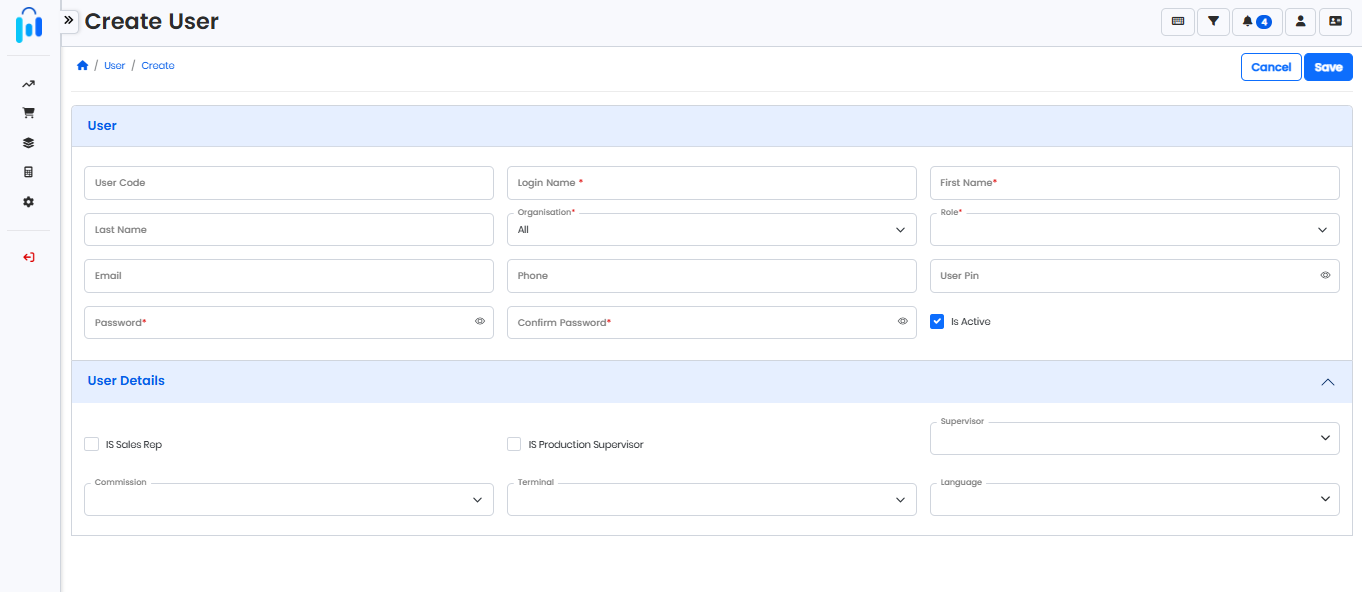 Create User
4
/ User / Create
Cancel Save
User
User Code Login Name * First Name*
Last Name Organisation* All Role*
Email Phone User Pin
Password* Confirm Password* Is Active
User Details
IS Sales Rep IS Production Supervisor Supervisor
Commission Terminal Language